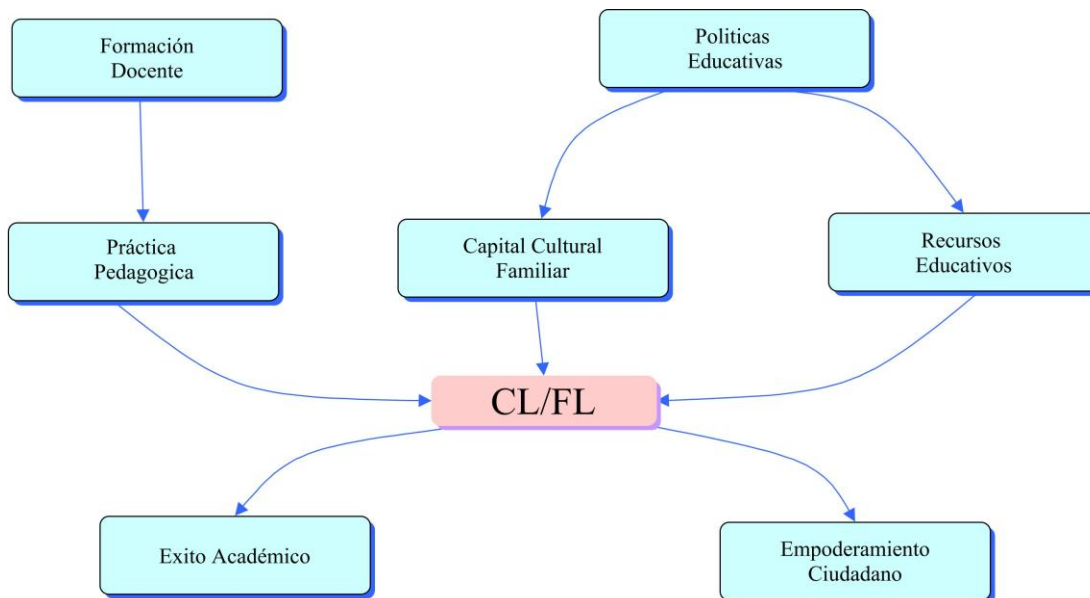 Formación
Docente
Politicas
Educativas
Práctica
Pedagogica
Capital Cultural
Familiar
Recursos
Educativos
CL/FL
Exito Académico
Empoderamiento
Ciudadano